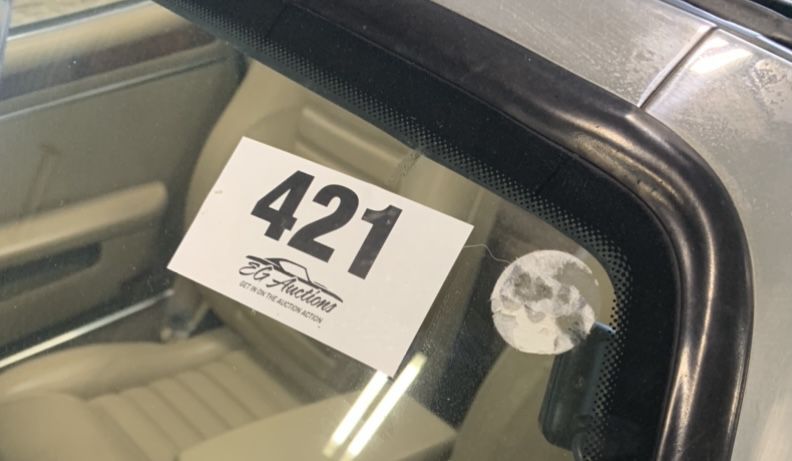 421
EG Auctions
GET IN ON THE AUCTION ACTION